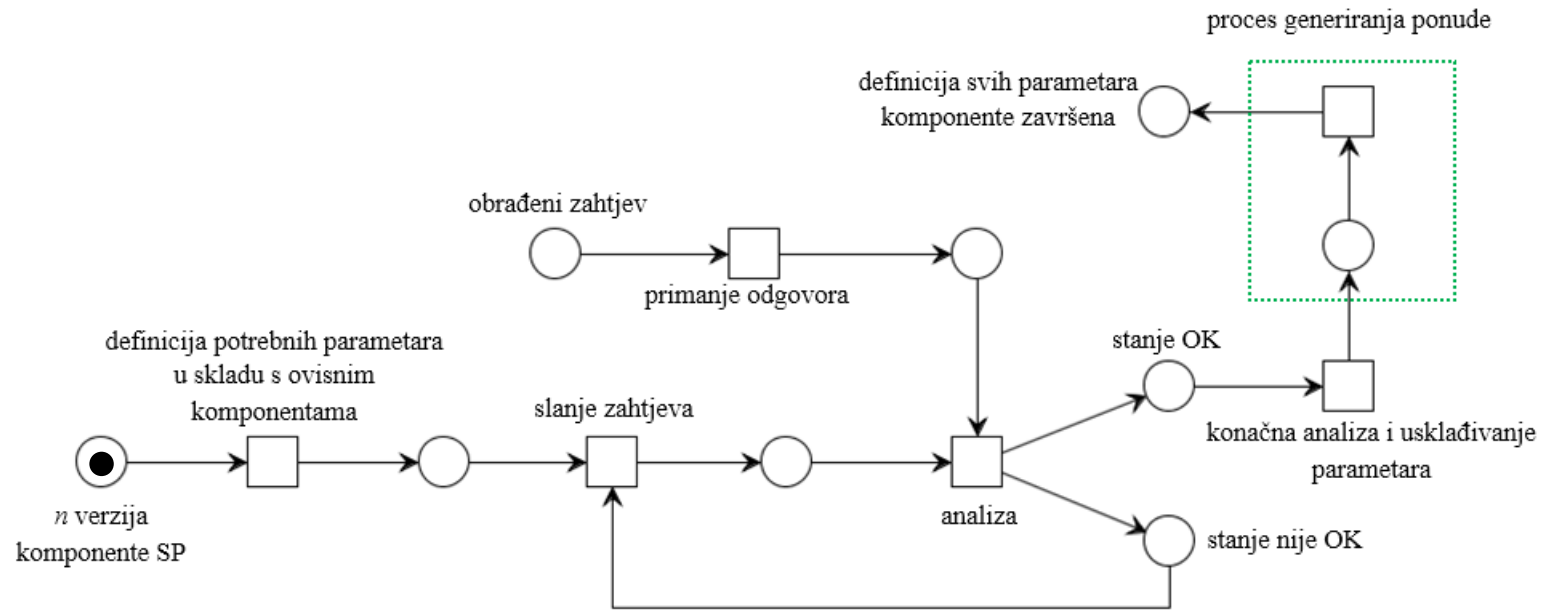 proces generiranja ponude
definicija svih parametara
komponente završena
obrađeni zahtjev
primanje odgovora
definicija potrebnih parametara
u skladu s ovisnim
komponentama
stanje OK
slanje zahtjeva
konačna analiza i usklađivanje
parametara
n verzija
komponente SP
analiza
stanje nije OK